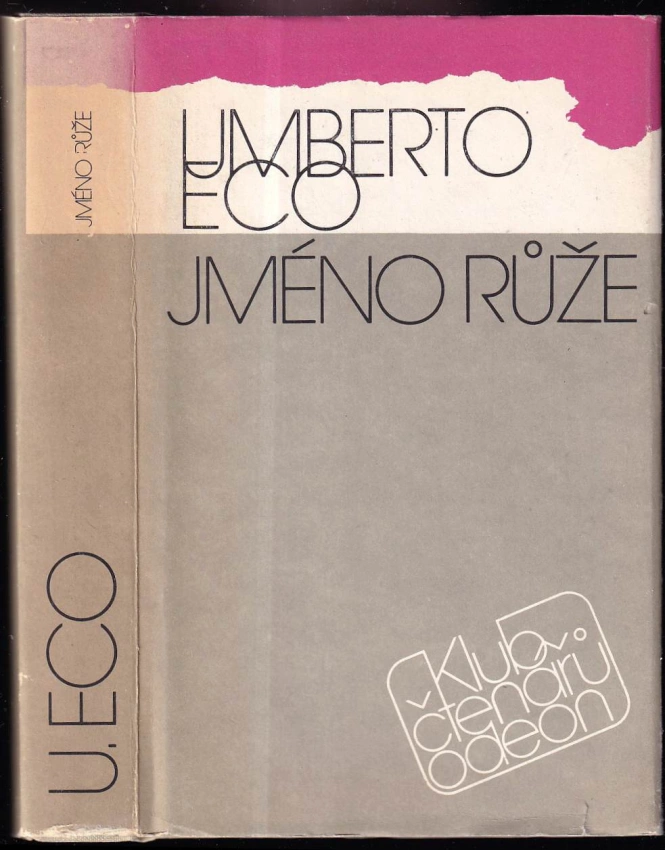 JMÉNO RŮŽE
U. ECO
UMBERTO
ECO
JMÉNO RŮŽE
Klub
čtenářů
odeon